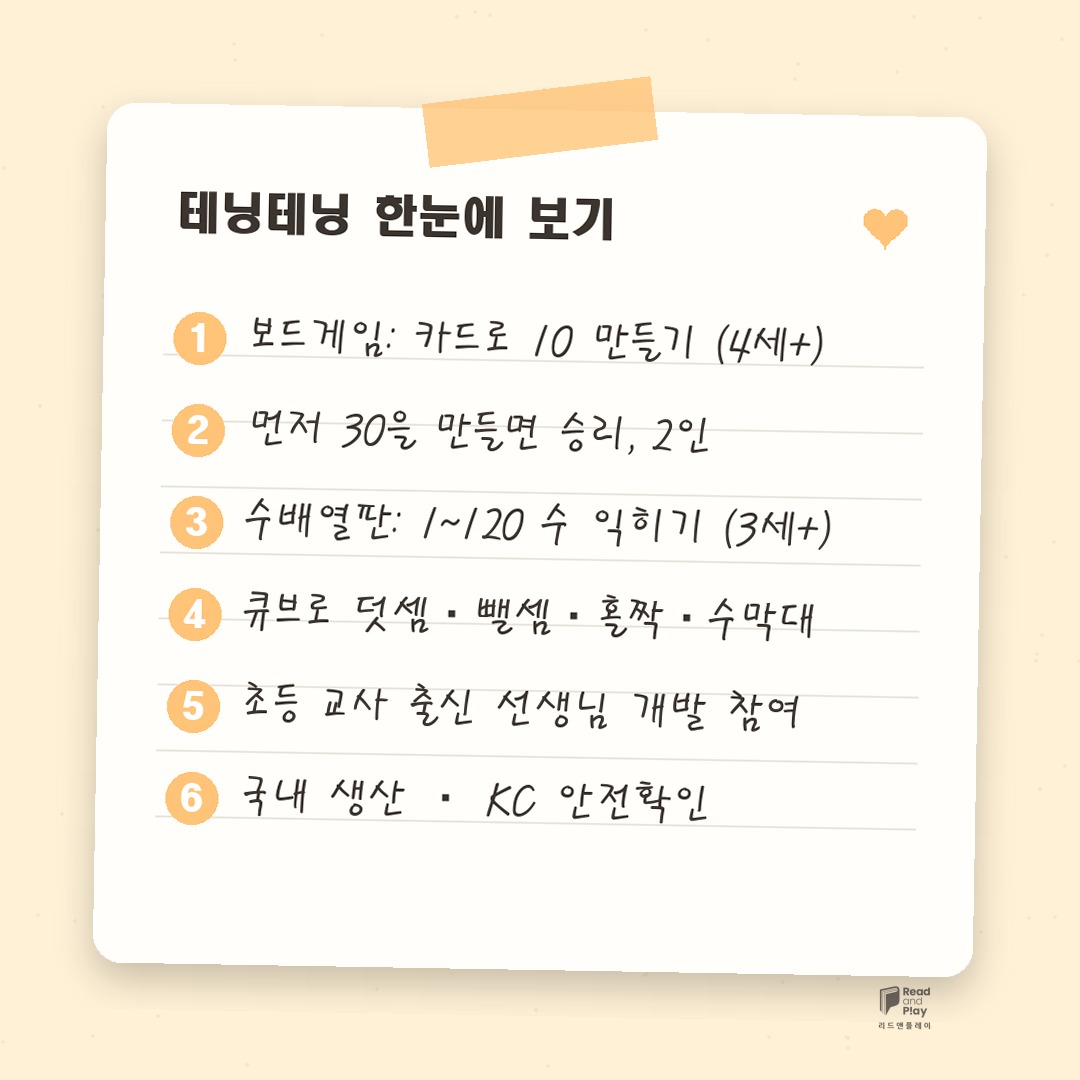 테닝테닝 한눈에 보기
1 보드게임: 카드로 10 만들기 (4세+)
2 먼저 30을 만들면 승리, 2인
3 수배열판: 1~120 수 익히기 (3세+)
4 큐브로 덧셈 · 뺄셈 · 홀짝 · 수막대
5 초등 교사 출신 선생님 개발 참여
6 국내 생산 · KC 안전확인
Read
and
Play
리드앤플레이